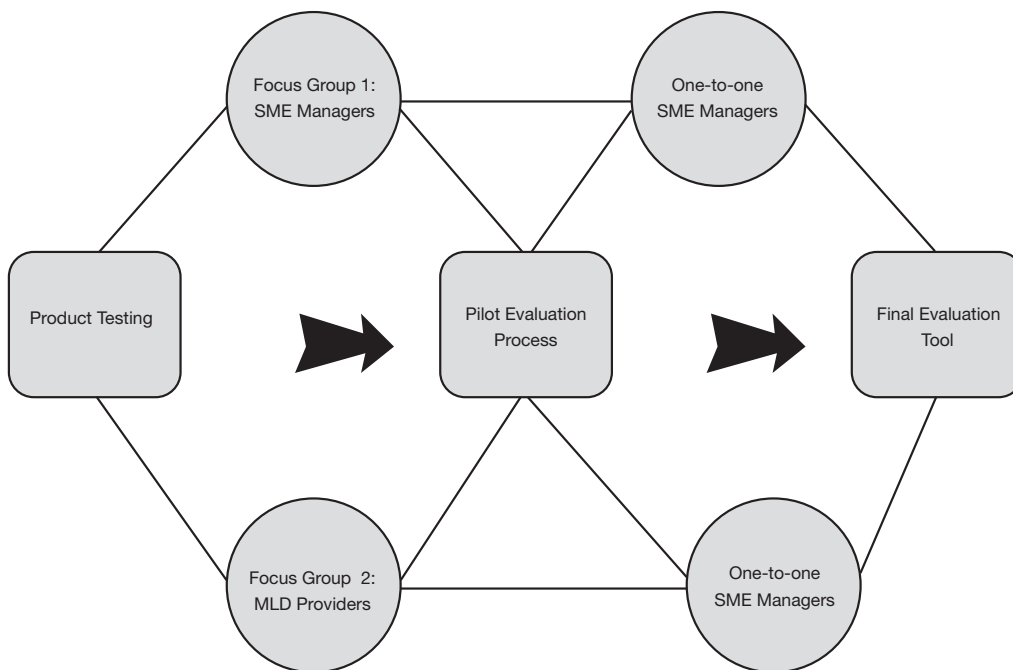 Focus Group 1:
SME Managers
One-to-one
SME Managers
Product Testing
Pilot Evaluation
Process
Final Evaluation
Tool
Focus Group  2:
MLD Providers
One-to-one
SME Managers